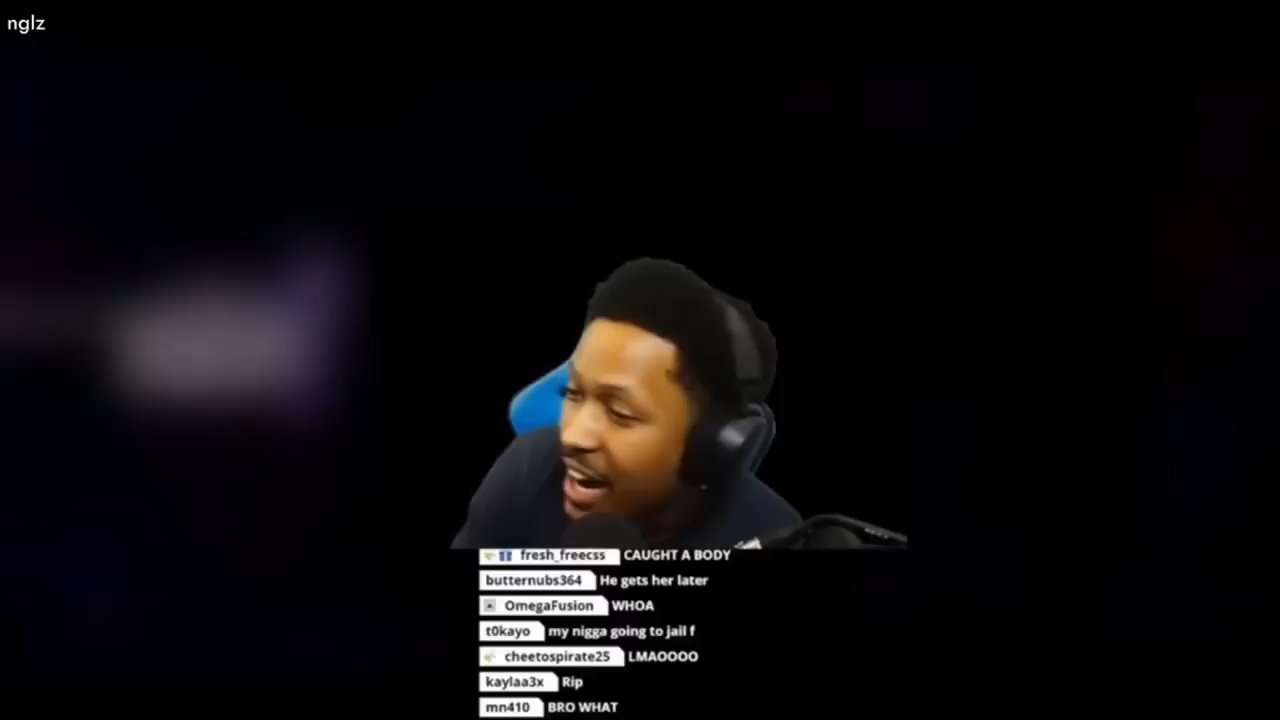 nglz
fresh_freecss CAUGHT A BODY
butternubs364 He gets her later
OmegaFusion WHOA
t0kayo my nigga going to jail f
cheetospirate25 LMAOOOO
kaylaa3x Rip
mn410 BRO WHAT